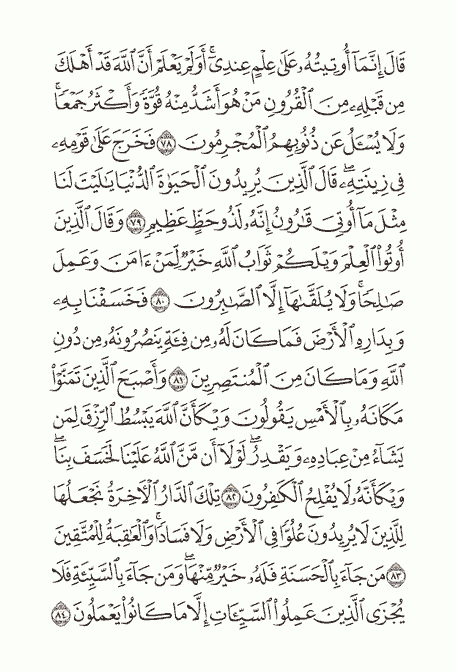 قَالَ إِنَّمَآ أُوتِيتُهُۥ عَلَىٰ عِلْمٍ عِندِىٓ ۚ أَوَلَمْ يَعْلَمْ أَنَّ ٱللَّهَ قَدْ أَهْلَكَ
مِن قَبْلِهِۦ مِنَ ٱلْقُرُونِ مَنْ هُوَ أَشَدُّ مِنْهُ قُوَّةً وَأَكْثَرُ جَمْعًا ۚ
وَلَا يُسْـَٔلُ عَن ذُنُوبِهِمُ ٱلْمُجْرِمُونَ ٧٨ فَخَرَجَ عَلَىٰ قَوْمِهِۦ
فِى زِينَتِهِۦ ۖ قَالَ ٱلَّذِينَ يُرِيدُونَ ٱلْحَيَوٰةَ ٱلدُّنْيَا يَـٰلَيْتَ لَنَا
مِثْلَ مَآ أُوتِىَ قَـٰرُونُ إِنَّهُۥ لَذُو حَظٍّ عَظِيمٍ ٧٩ وَقَالَ ٱلَّذِينَ
أُوتُوا۟ ٱلْعِلْمَ وَيْلَكُمْ ثَوَابُ ٱللَّهِ خَيْرٌ لِّمَنْ ءَامَنَ وَعَمِلَ
صَـٰلِحًا ۚ وَلَا يُلَقَّىٰهَآ إِلَّا ٱلصَّـٰبِرُونَ ٨٠ فَخَسَفْنَا بِهِۦ
وَبِدَارِهِ ٱلْأَرْضَ فَمَا كَانَ لَهُۥ مِن فِئَةٍ يَنصُرُونَهُۥ مِن دُونِ
ٱللَّهِ وَمَا كَانَ مِنَ ٱلْمُنتَصِرِينَ ٨١ وَأَصْبَحَ ٱلَّذِينَ تَمَنَّوْا۟
مَكَانَهُۥ بِٱلْأَمْسِ يَقُولُونَ وَيْكَأَنَّ ٱللَّهَ يَبْسُطُ ٱلرِّزْقَ لِمَن
يَشَآءُ مِنْ عِبَادِهِۦ وَيَقْدِرُ ۖ لَوْلَآ أَن مَّنَّ ٱللَّهُ عَلَيْنَا لَخَسَفَ بِنَا ۖ
وَيْكَأَنَّهُۥ لَا يُفْلِحُ ٱلْكَـٰفِرُونَ ٨٢ تِلْكَ ٱلدَّارُ ٱلْـَٔاخِرَةُ نَجْعَلُهَا
لِلَّذِينَ لَا يُرِيدُونَ عُلُوًّا فِى ٱلْأَرْضِ وَلَا فَسَادًا ۚ وَٱلْعَـٰقِبَةُ لِلْمُتَّقِينَ
٨٣ مَن جَآءَ بِٱلْحَسَنَةِ فَلَهُۥ خَيْرٌ مِّنْهَا ۖ وَمَن جَآءَ بِٱلسَّيِّئَةِ فَلَا
يُجْزَى ٱلَّذِينَ عَمِلُوا۟ ٱلسَّيِّـَٔاتِ إِلَّا مَا كَانُوا۟ يَعْمَلُونَ ٨٤